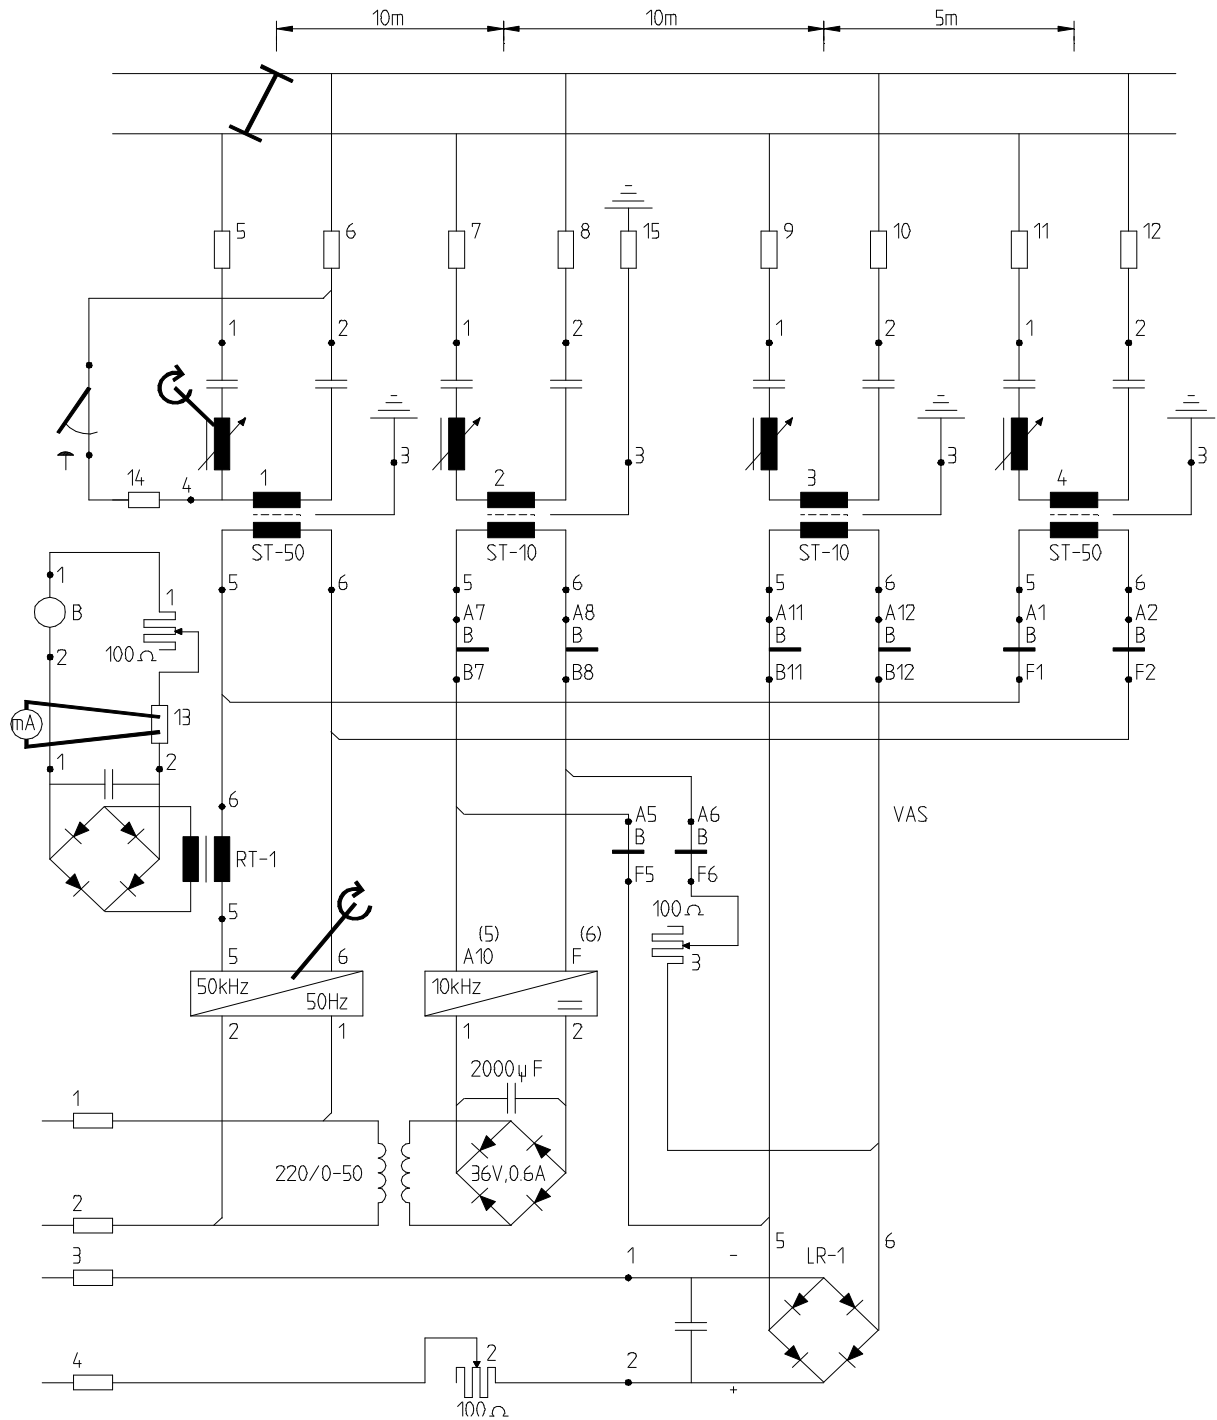 10m 10m 5m
5 6 7 8 15 9 10 11 12
1 2 1 2 1 2 1 2
3 3 3 3
14 4 1 2 3 4
ST-50 ST-10 ST-10 ST-50
1 1 5 6 5 6 5 6 5 6
B A7 A8 A11 A12 A1 A2
B B B B B B
2 100Ω B7 B8 B11 B12 F1 F2
mA 13
1 2
6 A5 A6 VAS
B B
RT-1 F5 F6
5 100Ω
(5) (6)
5 6 A10 F 3
50kHz 10kHz
50Hz
2 1 1 2
2000µF
1
220/0-50 36V,0.6A
2
3 1 - 5 LR-1 6
4 2 2
+
100Ω